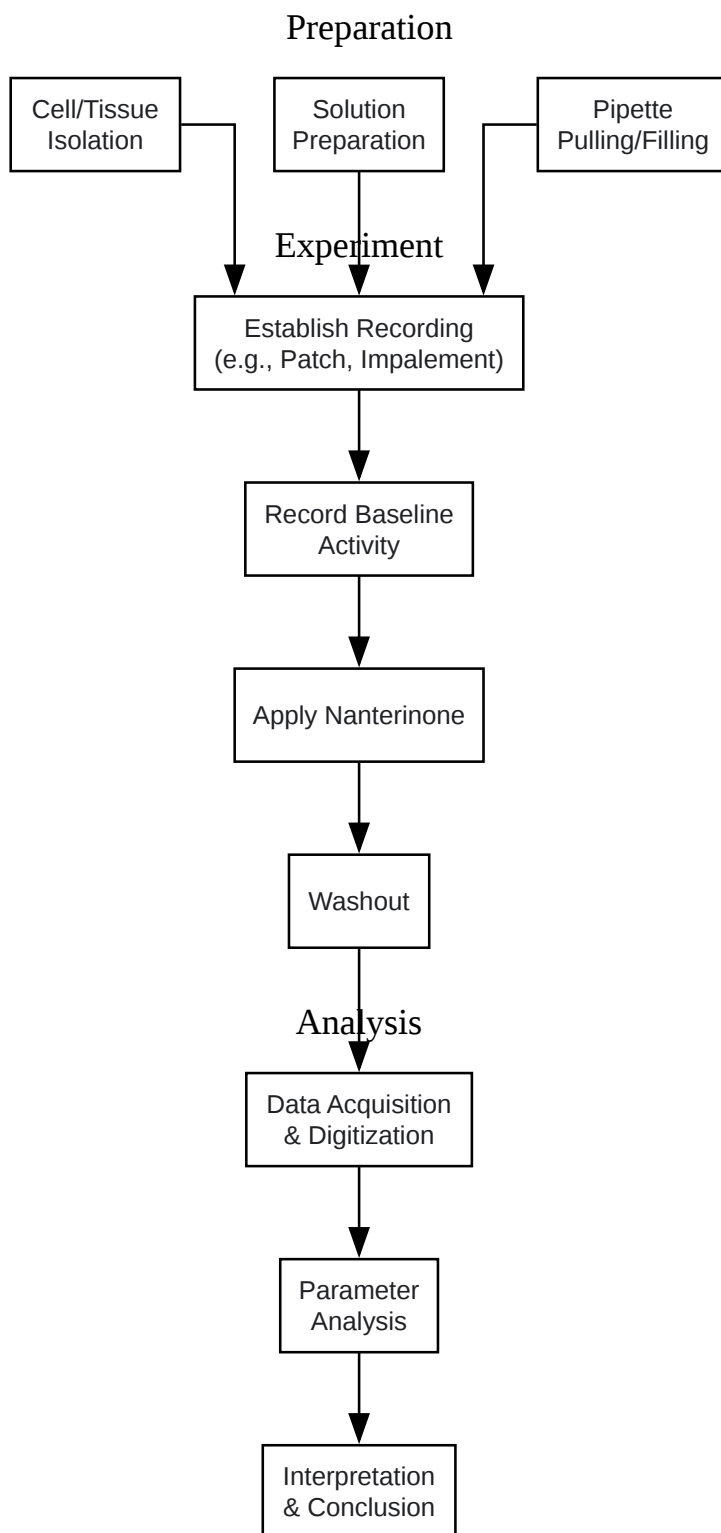 Preparation
Cell/Tissue
Isolation
Solution
Preparation
Pipette
Pulling/Filling
Experiment
Establish Recording
(e.g., Patch, Impalement)
Record Baseline
Activity
Apply Nanterinone
Washout
Analysis
Data Acquisition
& Digitization
Parameter
Analysis
Interpretation
& Conclusion